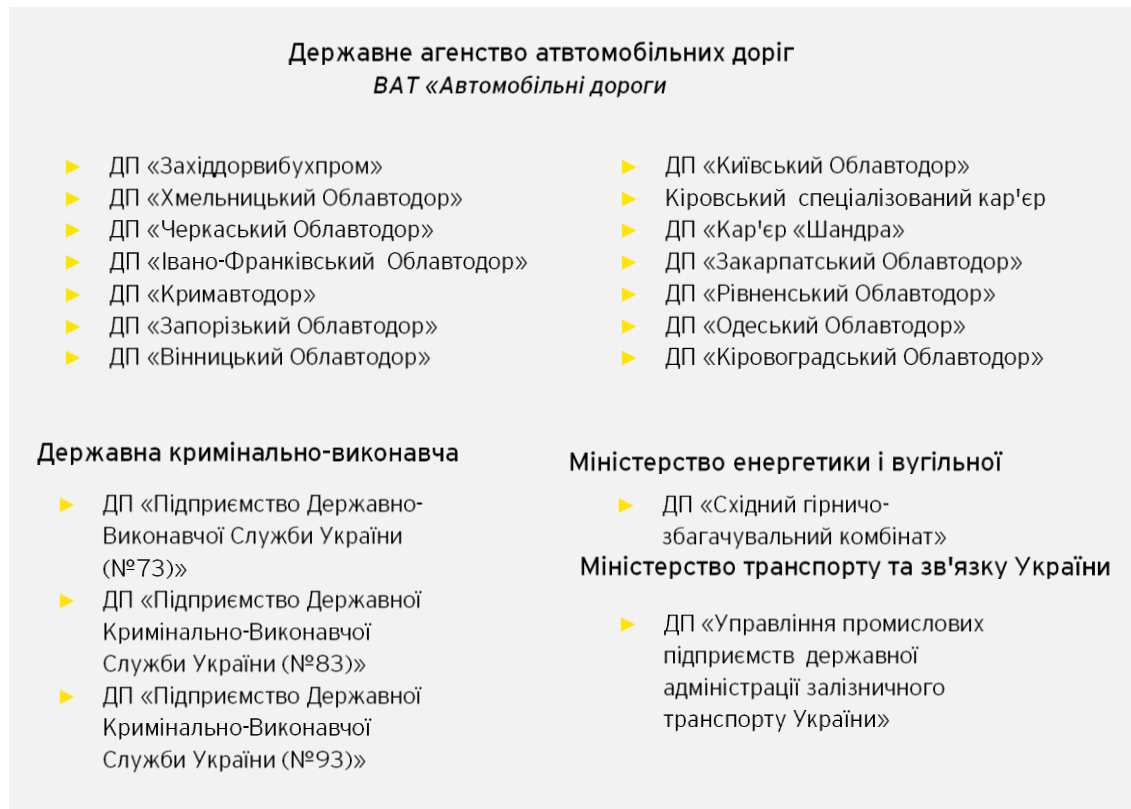 Державне агенство атвтомобільних доріг
ВАТ «Автомобільні дороги
ДП «Західдорвибухпром»
ДП «Хмельницький Облавтодор»
ДП «Черкаський Облавтодор»
ДП «Івано-Франківський Облавтодор»
ДП «Кримавтодор»
ДП «Запорізький Облавтодор»
ДП «Вінницький Облавтодор»
ДП «Київський Облавтодор»
Кіровський спеціалізований кар'єр
ДП «Кар'єр «Шандра»
ДП «Закарпатський Облавтодор»
ДП «Рівненський Облавтодор»
ДП «Одеський Облавтодор»
ДП «Кіровоградський Облавтодор»
Державна кримінально-виконавча
ДП «Підприємство Державно-
Виконавчої Служби України
(№73)»
ДП «Підприємство Державної
Кримінально-Виконавчої
Служби України (№83)»
ДП «Підприємство Державної
Кримінально-Виконавчої
Служби України (№93)»
Міністерство енергетики і вугільної
ДП «Східний гірничо-
збагачувальний комбінат»
Міністерство транспорту та зв'язку України
ДП «Управління промислових
підприємств державної
адміністрації залізничного
транспорту України»